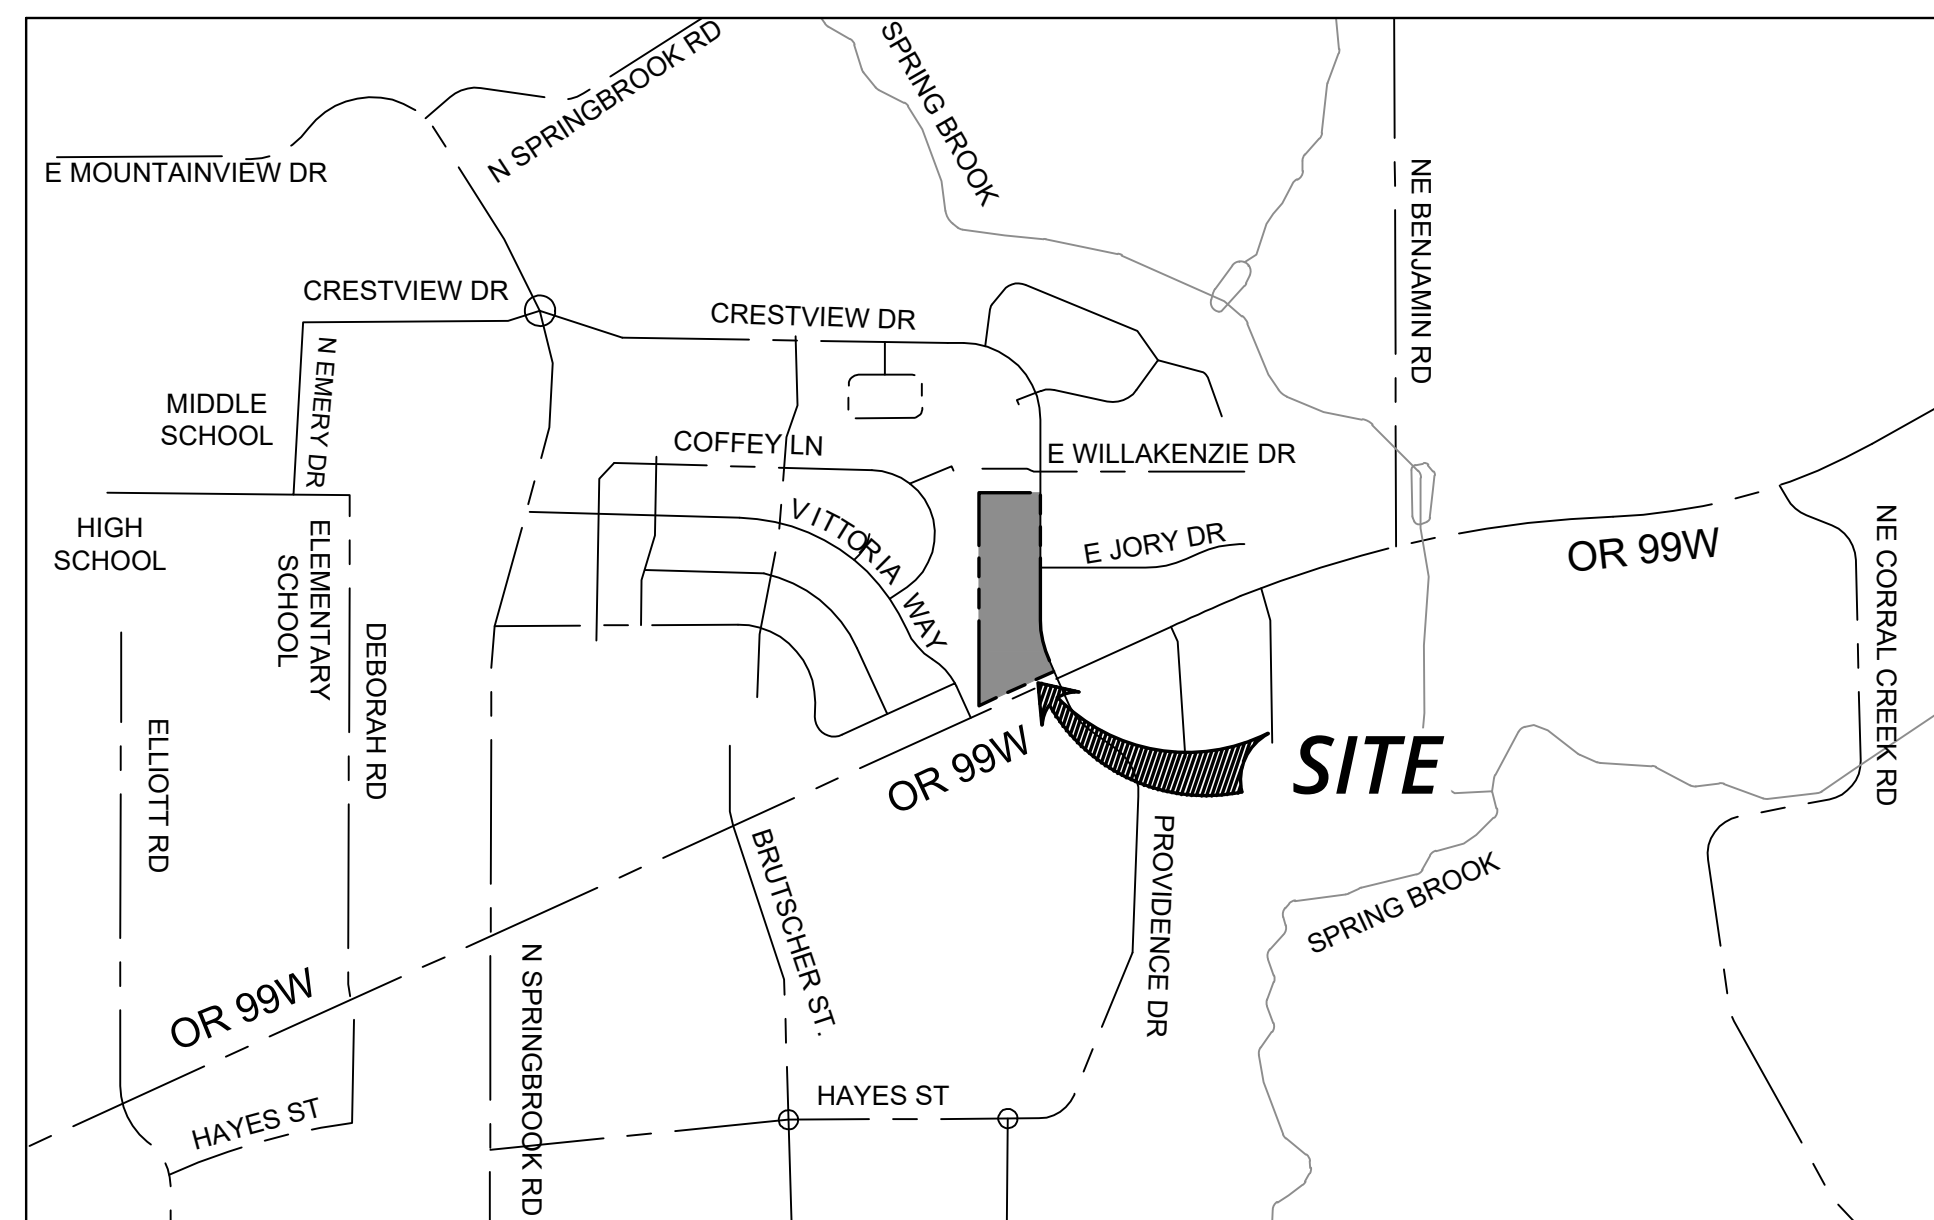 N SPRINGBROOK RD
SPRING BROOK
E MOUNTAINVIEW DR
NE BENJAMIN RD
CRESTVIEW DR
CRESTVIEW DR
N EMERY DR
MIDDLE
SCHOOL
COFFEY LN
E WILLAKENZIE DR
VITTORIA WAY
HIGH
SCHOOL
ELEMENTARY
SCHOOL
E JORY DR
OR 99W
NE CORRAL CREEK RD
DEBORAH RD
ELLIOTT RD
OR 99W
SITE
BRUTSCHER ST.
PROVIDENCE DR
SPRING BROOK
OR 99W
N SPRINGBROOK RD
HAYES ST
HAYES ST